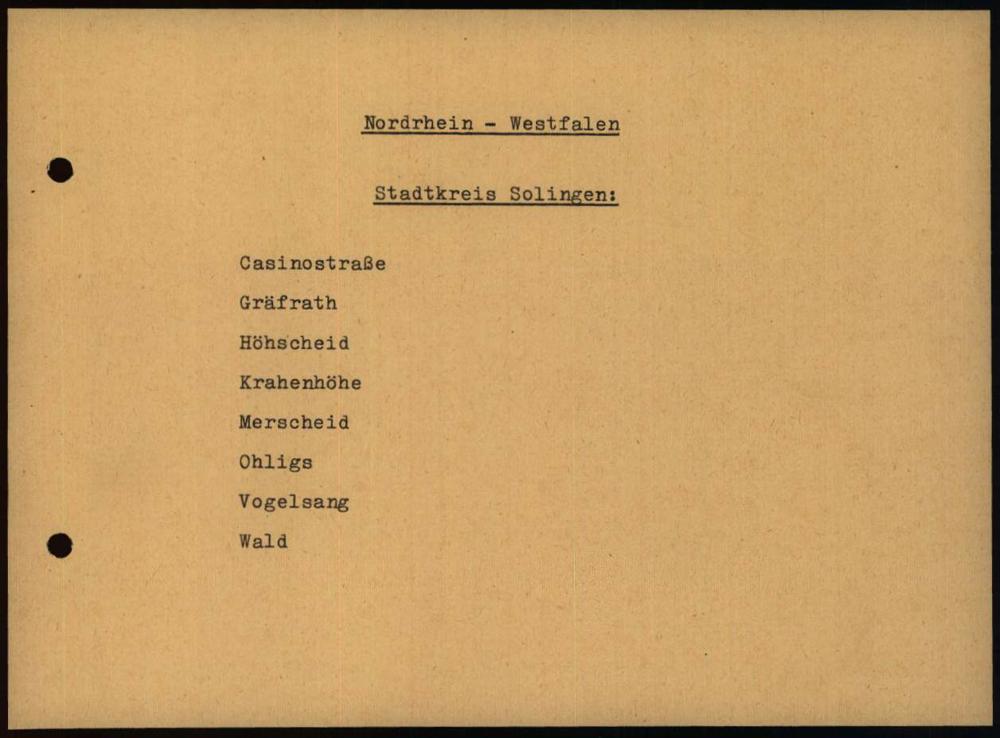 Nordrhein - Westfalen
Stadtkreis Solingen:
Casinostraße
Gräfrath
Höhscheid
Krahenhöhe
Merscheid
Ohligs
Vogelsang
Wald